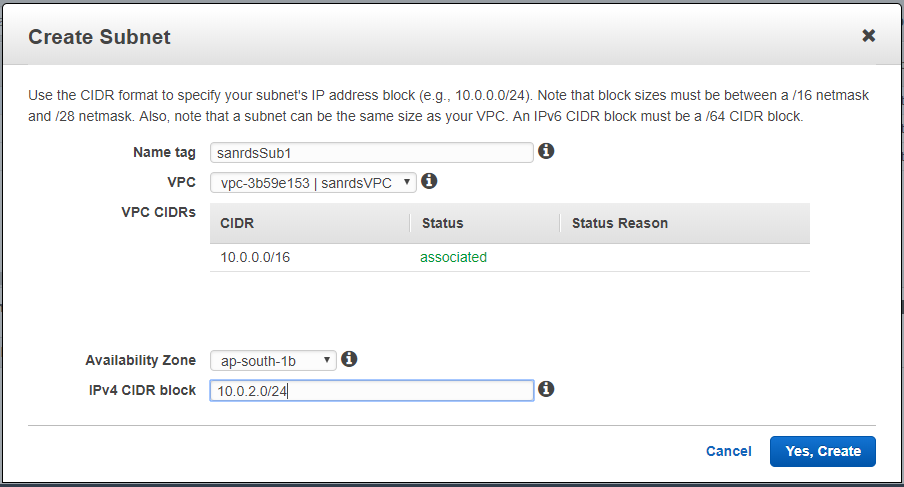 Create Subnet
Use the CIDR format to specify your subnet's IP address block (e.g., 10.0.0.0/24). Note that block sizes must be between a /16 netmask
and /28 netmask. Also, note that a subnet can be the same size as your VPC. An IPv6 CIDR block must be a /64 CIDR block.
Name tag sanrdsSub1
VPC vpc-3b59e153 | sanrdsVPC
VPC CIDRs
CIDR Status Status Reason
10.0.0.0/16 associated
Availability Zone ap-south-1b
IPv4 CIDR block 10.0.2.0/24
Cancel Yes, Create